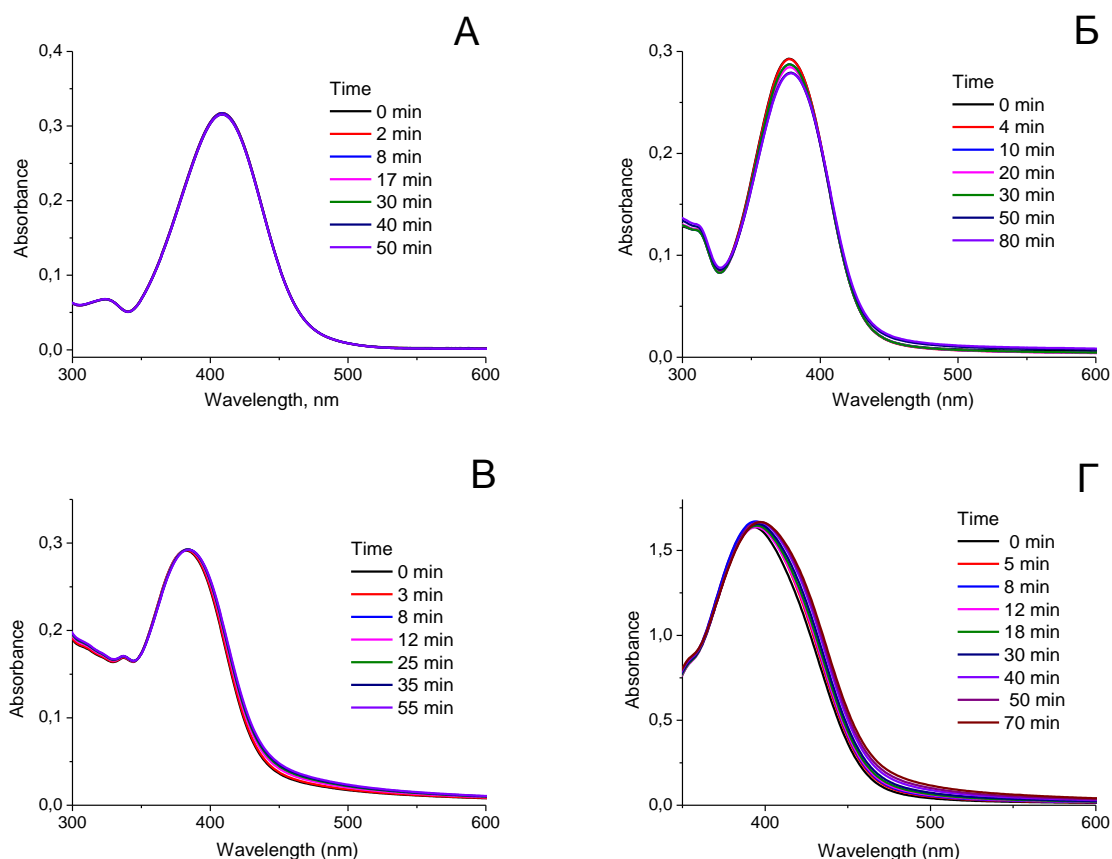 А
0,4
0,3
0,2
0,1
0,0
300
400
500
600
Absorbance
Wavelength, nm
Time
0 min
2 min
8 min
17 min
30 min
40 min
50 min
Б
0,3
0,2
0,1
0,0
300
400
500
600
Absorbance
Wavelength (nm)
Time
0 min
4 min
10 min
20 min
30 min
50 min
80 min
В
0,3
0,2
0,1
0,0
300
400
500
600
Absorbance
Wavelength (nm)
Time
0 min
3 min
8 min
12 min
25 min
35 min
55 min
Г
1,5
1,0
0,5
0,0
400
500
600
Absorbance
Wavelength (nm)
Time
0 min
5 min
8 min
12 min
18 min
30 min
40 min
50 min
70 min